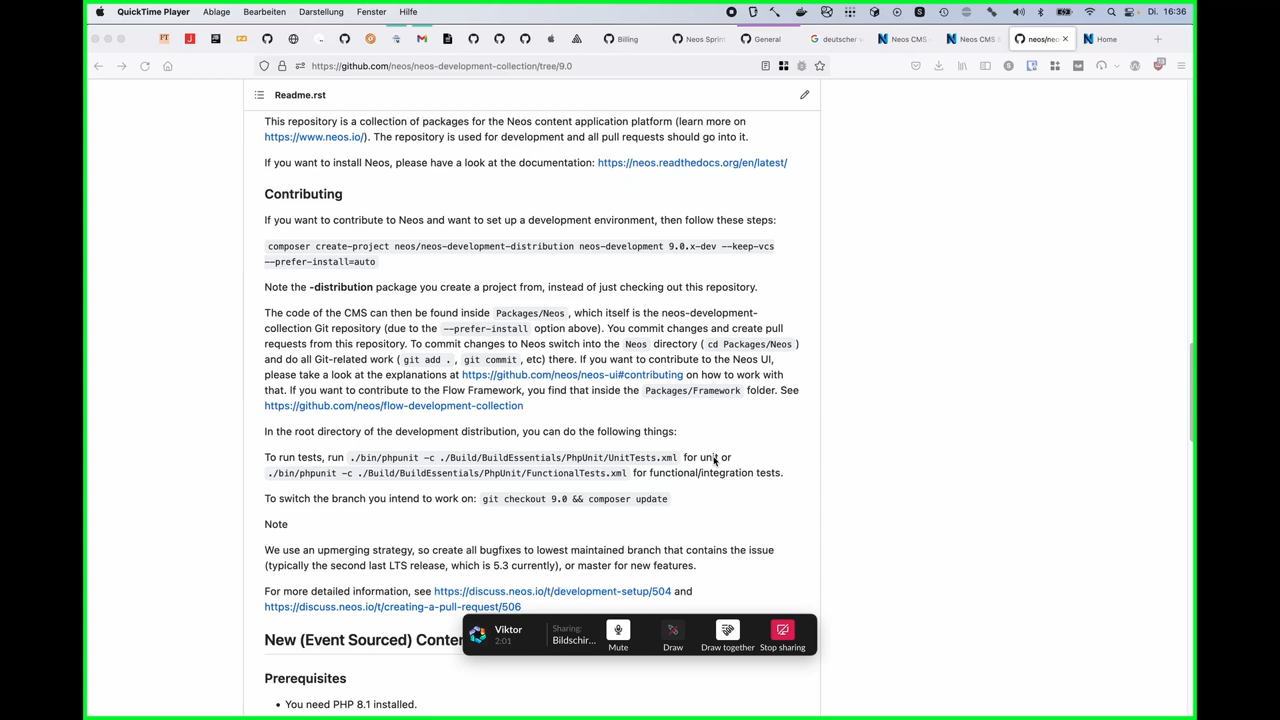 QuickTime Player Ablage Bearbeiten Darstellung Fenster Hilfe Di. 16:36
Billing Neos Sprin General deutscher v Neos CMS Neos CMS neos/neo Home
https://github.com/neos/neos-development-collection/tree/9.0
Readme.rst
This repository is a collection of packages for the Neos content application platform (learn more on
https://www.neos.io/). The repository is used for development and all pull requests should go into it.
If you want to install Neos, please have a look at the documentation: https://neos.readthedocs.org/en/latest/
Contributing
If you want to contribute to Neos and want to set up a development environment, then follow these steps:
composer create-project neos/neos-development-distribution neos-development 9.0.x-dev --keep-vcs
--prefer-install=auto
Note the -distribution package you create a project from, instead of just checking out this repository.
The code of the CMS can then be found inside Packages/Neos, which itself is the neos-development-
collection Git repository (due to the --prefer-install option above). You commit changes and create pull
requests from this repository. To commit changes to Neos switch into the Neos directory ( cd Packages/Neos )
and do all Git-related work ( git add . , git commit , etc) there. If you want to contribute to the Neos UI,
please take a look at the explanations at https://github.com/neos/neos-ui#contributing on how to work with
that. If you want to contribute to the Flow Framework, you find that inside the Packages/Framework folder. See
https://github.com/neos/flow-development-collection
In the root directory of the development distribution, you can do the following things:
To run tests, run ./bin/phpunit -c ./Build/BuildEssentials/PhpUnit/UnitTests.xml for unit or
./bin/phpunit -c ./Build/BuildEssentials/PhpUnit/FunctionalTests.xml for functional/integration tests.
To switch the branch you intend to work on: git checkout 9.0 && composer update
Note
We use an upmerging strategy, so create all bugfixes to lowest maintained branch that contains the issue
(typically the second last LTS release, which is 5.3 currently), or master for new features.
For more detailed information, see https://discuss.neos.io/t/development-setup/504 and
https://discuss.neos.io/t/creating-a-pull-request/506
New (Event Sourced) Conten
Viktor
2:01
Sharing:
Bildschir...
Mute
Draw
Draw together
Stop sharing
Prerequisites
• You need PHP 8.1 installed.